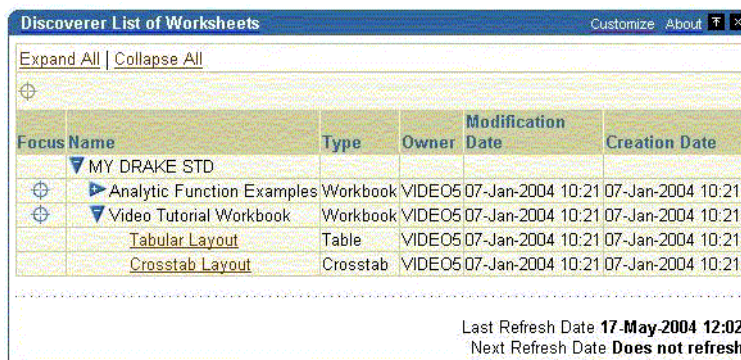 Discoverer List of Worksheets Customize About
Expand All | Collapse All
Focus Name Type Owner Modification Date Creation Date
MY DRAKE STD
Analytic Function Examples Workbook VIDEO5 07-Jan-2004 10:21 07-Jan-2004 10:21
Video Tutorial Workbook Workbook VIDEO5 07-Jan-2004 10:21 07-Jan-2004 10:21
Tabular Layout Table VIDEO5 07-Jan-2004 10:21 07-Jan-2004 10:21
Crosstab Layout Crosstab VIDEO5 07-Jan-2004 10:21 07-Jan-2004 10:21
Last Refresh Date 17-May-2004 12:02
Next Refresh Date Does not refresh